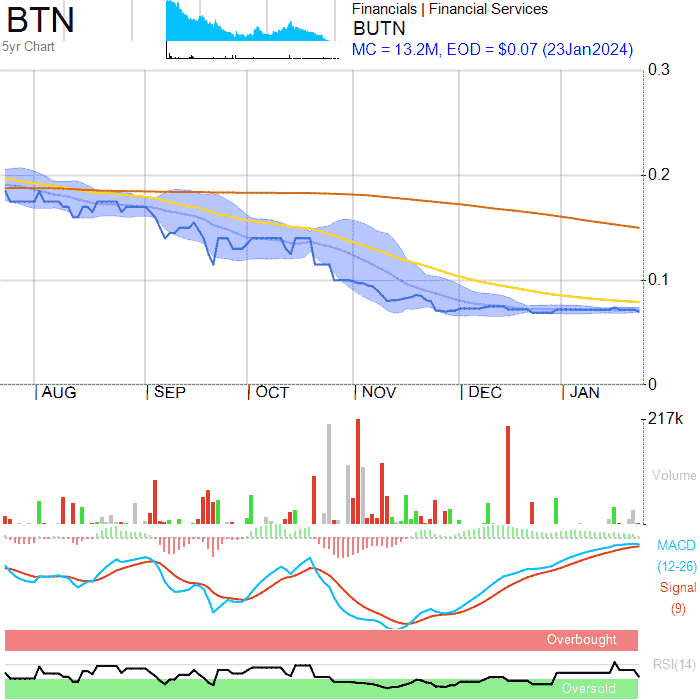 BTN
5yr Chart
Financials | Financial Services
BUTN
MC = 13.2M, EOD = $0.07 (23Jan2024)
0.3
0.2
0.1
0
AUG SEP OCT NOV DEC JAN
217k
Volume
MACD
(12-26)
Signal
(9)
Overbought
RSI(14)
Oversold